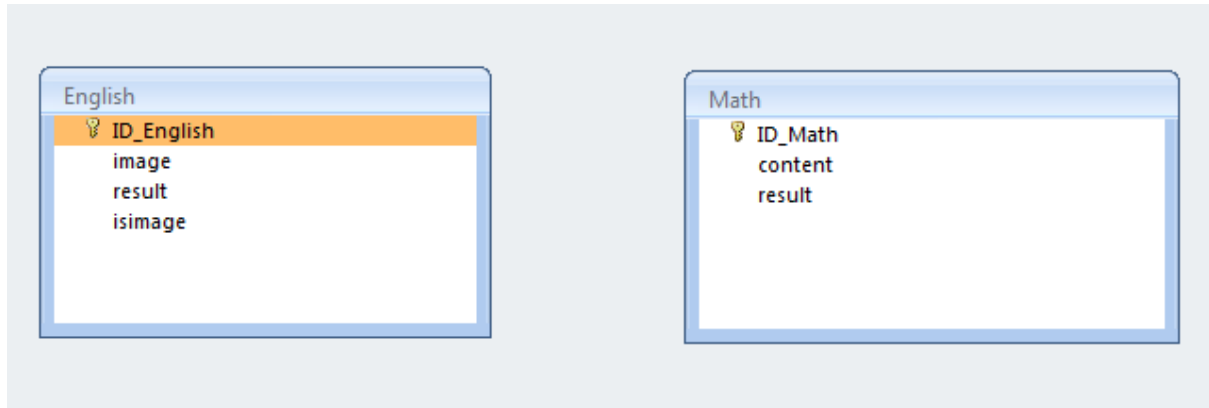 English
ID_English
image
result
isimage
Math
ID_Math
content
result